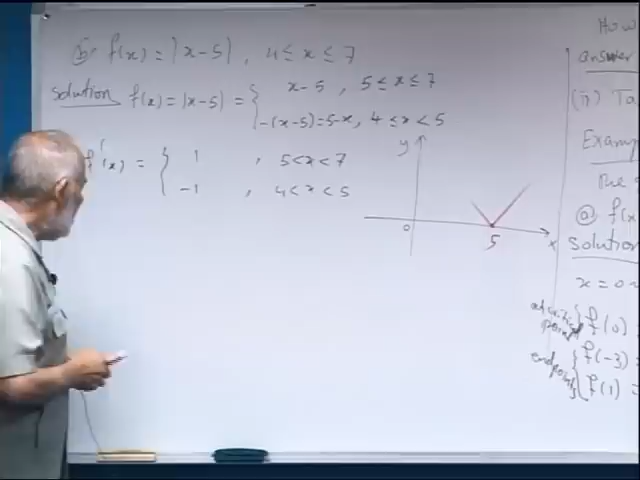 ⓑ f(x) = |x-5| , 4 ≤ x ≤ 7
solution f(x) = |x-5| = { x-5 , 5 ≤ x ≤ 7
-(x-5) = 5-x , 4 ≤ x < 5
f'(x) = { 1 , 5 < x < 7
-1 , 4 < x < 5
y
0
5
x
How
answer
(ii) Ta
Examp
the
ⓐ f(x
solution
x = 0
f(0)
endpoints { f(-3) =
f(1) =